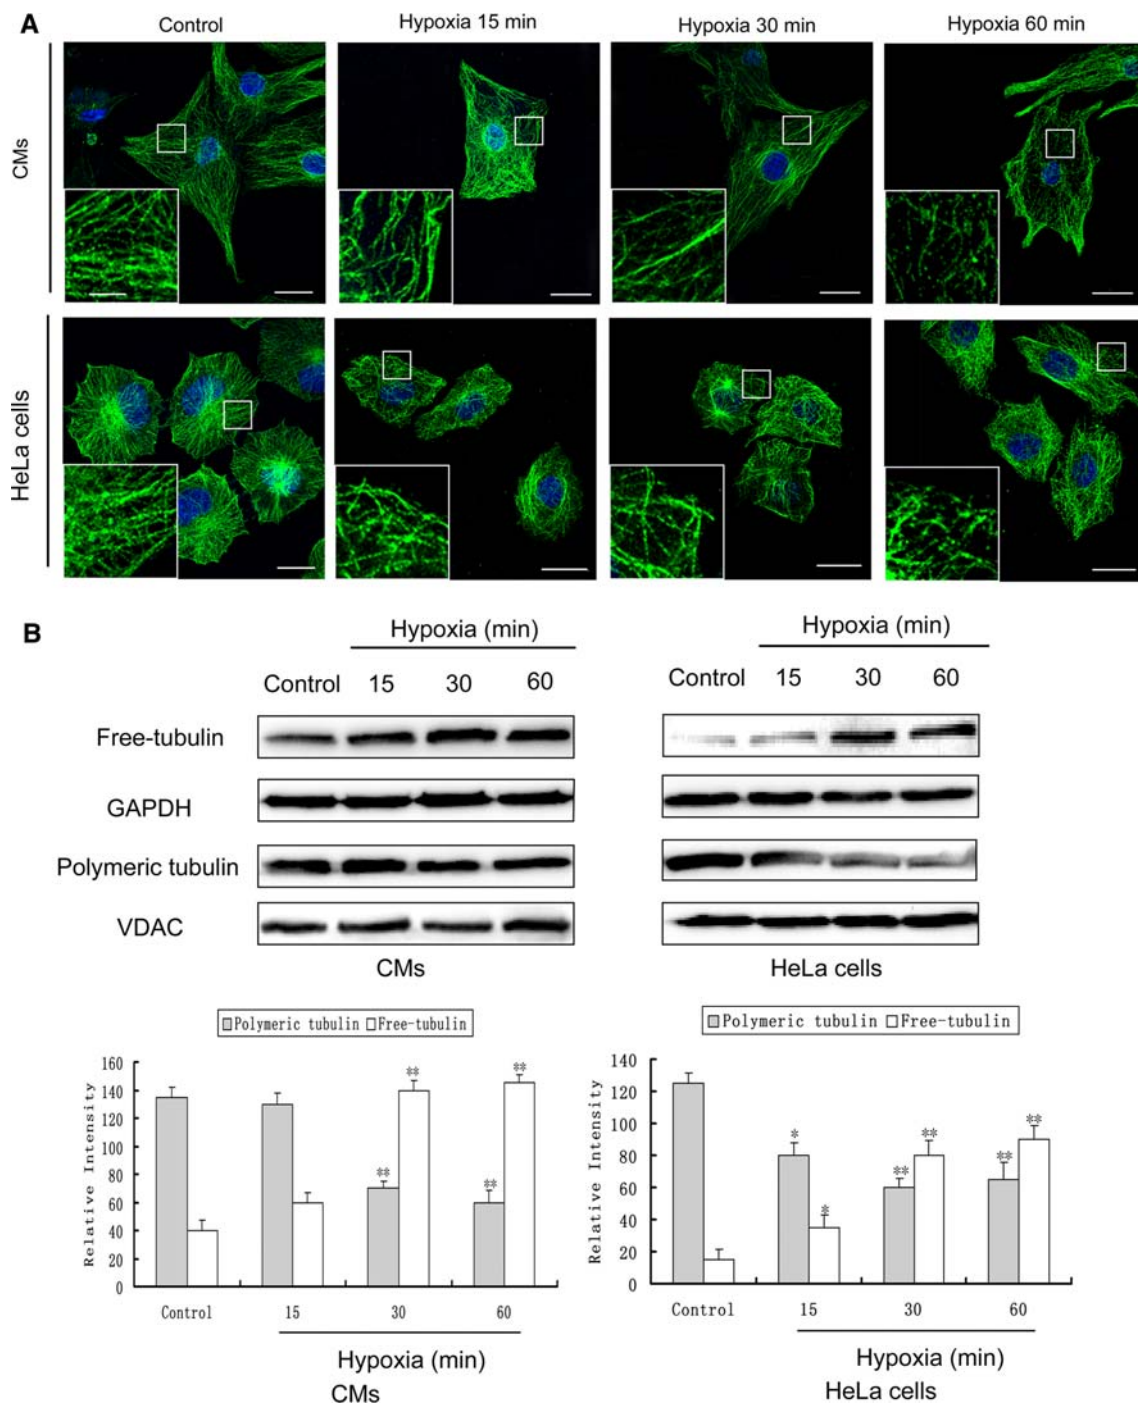 A
Control
Hypoxia 15 min
Hypoxia 30 min
Hypoxia 60 min
CMs
HeLa cells
B
Hypoxia (min)
Control 15 30 60
Hypoxia (min)
Control 15 30 60
Free-tubulin
GAPDH
Polymeric tubulin
VDAC
CMs
HeLa cells
Polymeric tubulin Free-tubulin
Relative Intensity
160
140
120
100
80
60
40
20
0
** ** ** **
Control 15 30 60
Hypoxia (min)
CMs
Polymeric tubulin Free-tubulin
Relative Intensity
140
120
100
80
60
40
20
0
* * ** ** ** **
Control 15 30 60
Hypoxia (min)
HeLa cells